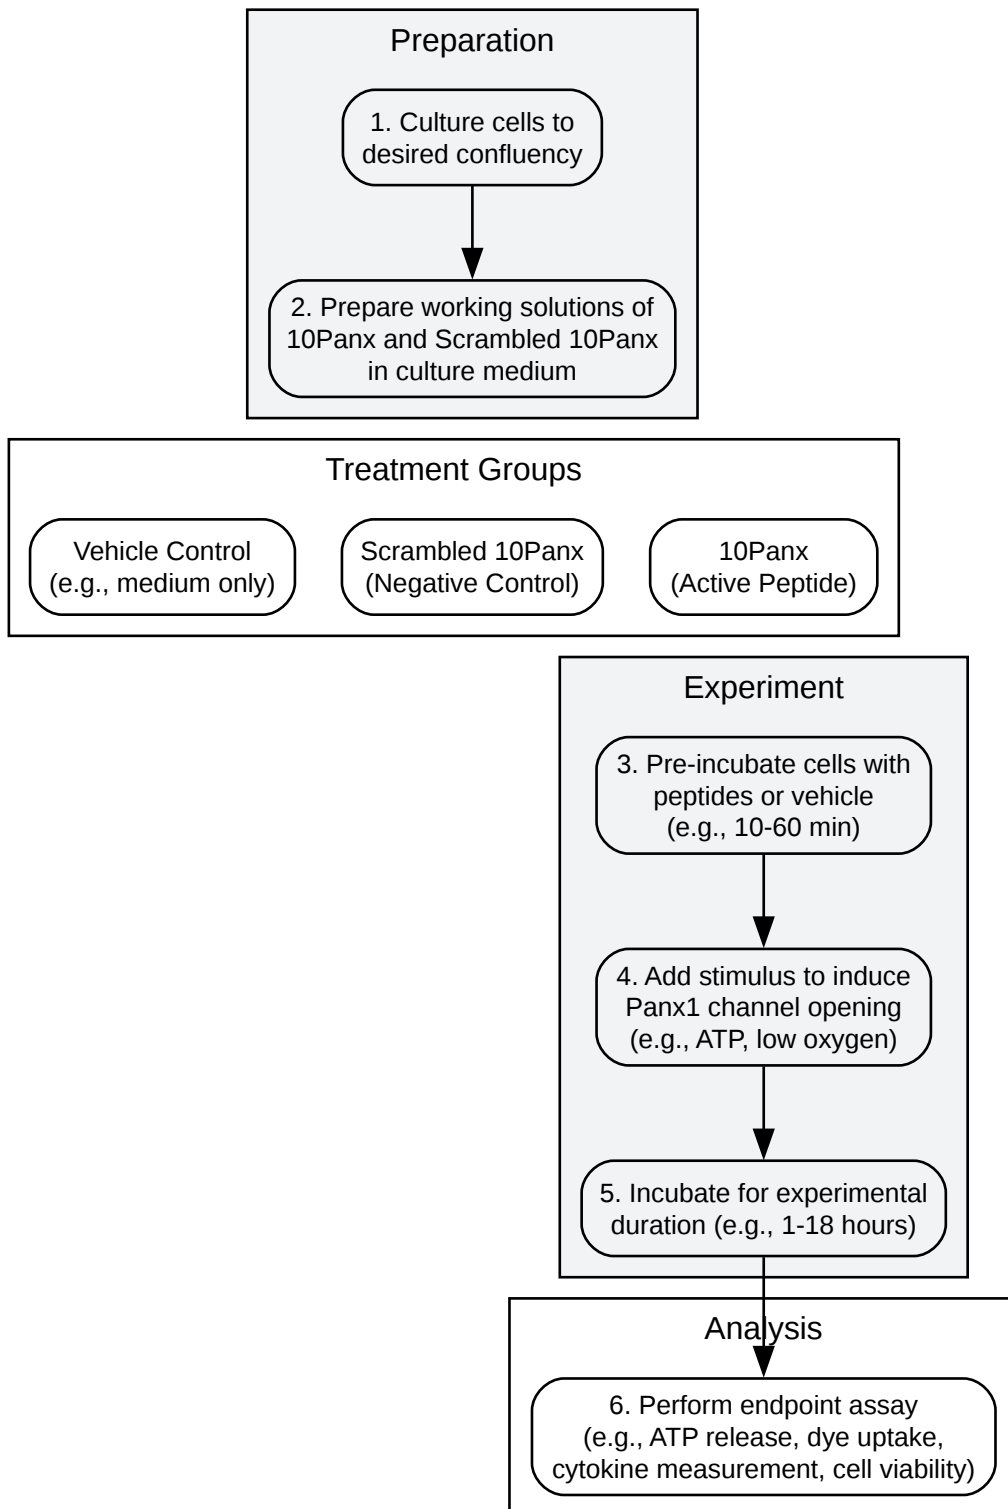 Preparation
1. Culture cells to
desired confluency
2. Prepare working solutions of
10Panx and Scrambled 10Panx
in culture medium
Treatment Groups
Vehicle Control
(e.g., medium only)
Scrambled 10Panx
(Negative Control)
10Panx
(Active Peptide)
Experiment
3. Pre-incubate cells with
peptides or vehicle
(e.g., 10-60 min)
4. Add stimulus to induce
Panx1 channel opening
(e.g., ATP, low oxygen)
5. Incubate for experimental
duration (e.g., 1-18 hours)
Analysis
6. Perform endpoint assay
(e.g., ATP release, dye uptake,
cytokine measurement, cell viability)